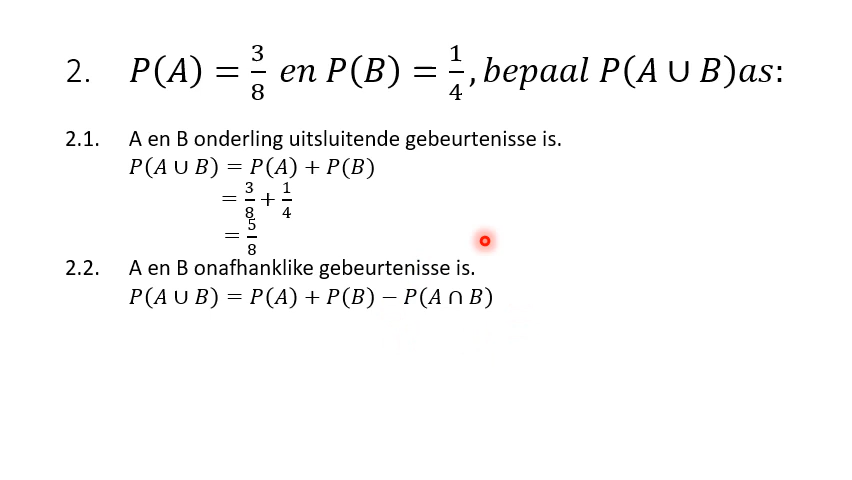 2. P(A) = 3/8 en P(B) = 1/4, bepaal P(A ∪ B)as:
2.1. A en B onderling uitsluitende gebeurtenisse is.
P(A ∪ B) = P(A) + P(B)
= 3/8 + 1/4
= 5/8
2.2. A en B onafhanklike gebeurtenisse is.
P(A ∪ B) = P(A) + P(B) − P(A ∩ B)